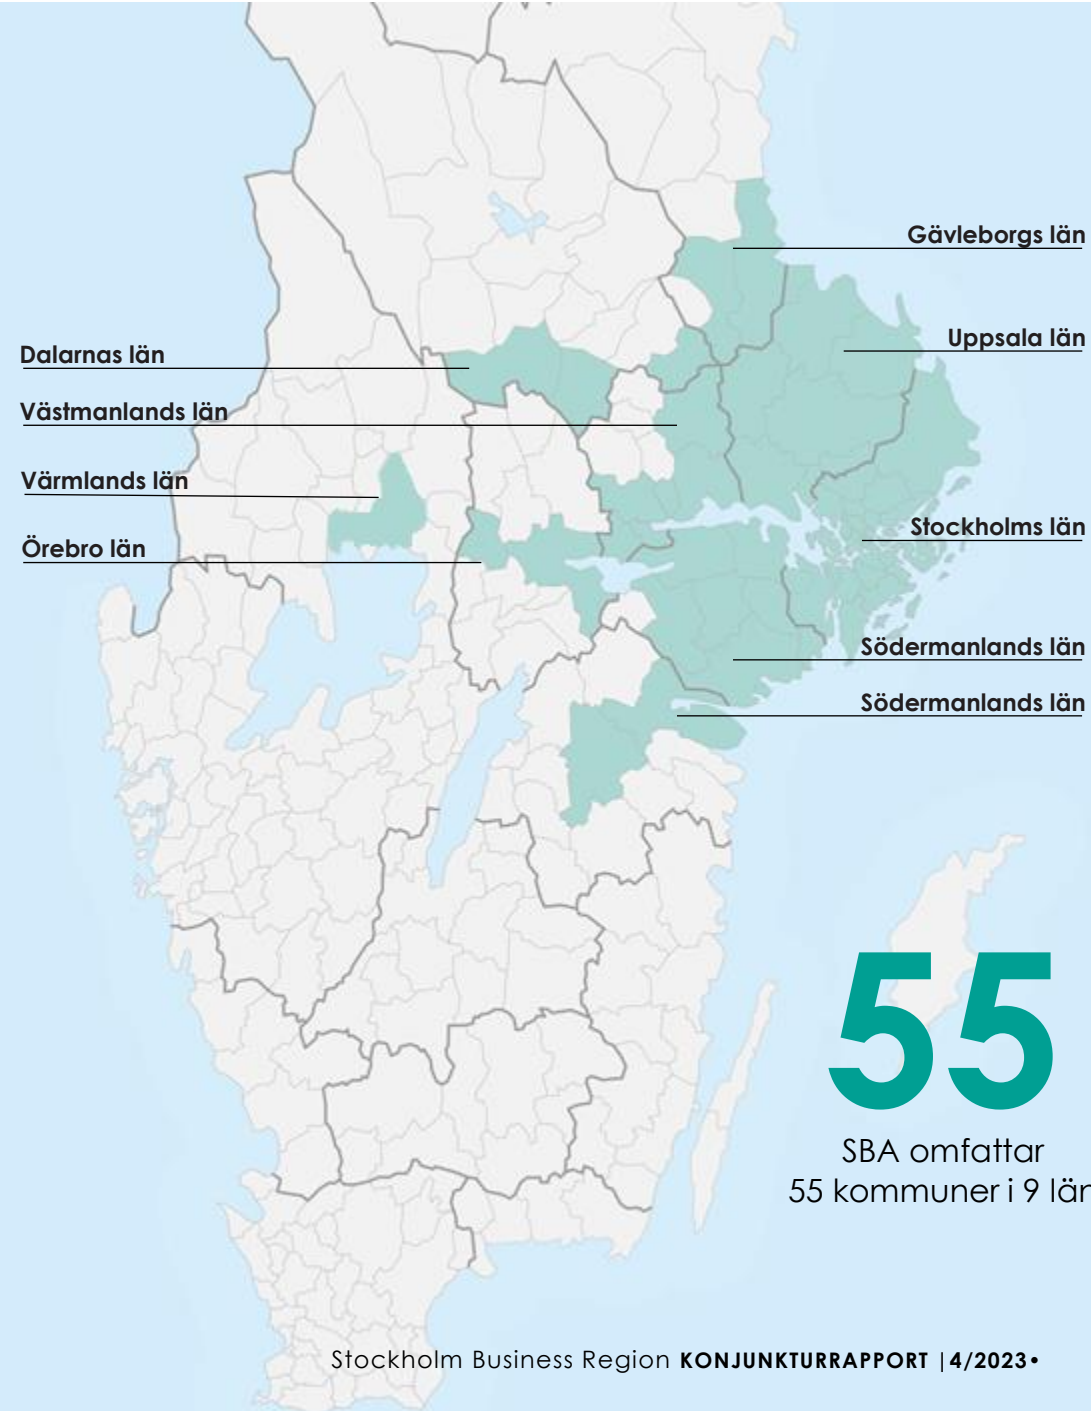 Gävleborgs län
Uppsala län
Dalarnas län
Västmanlands län
Värmlands län
Stockholms län
Örebro län
Södermanlands län
Södermanlands län
55
SBA omfattar
55 kommuner i 9 län
Stockholm Business Region KONJUNKTURRAPPORT |4/2023•